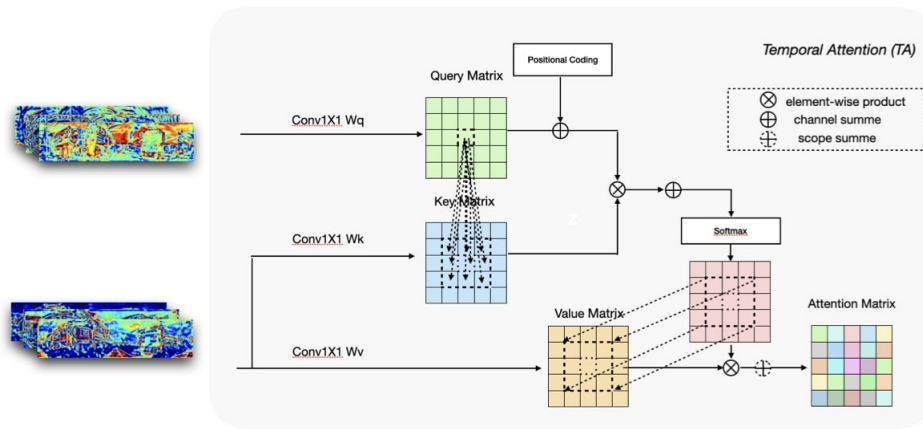 Temporal Attention (TA)
Positional Coding
Query Matrix
element-wise product
channel summe
scope summe
Conv1X1 Wq
Key Matrix
Z
Conv1X1 Wk
Softmax
Value Matrix
Attention Matrix
Conv1X1 Wv